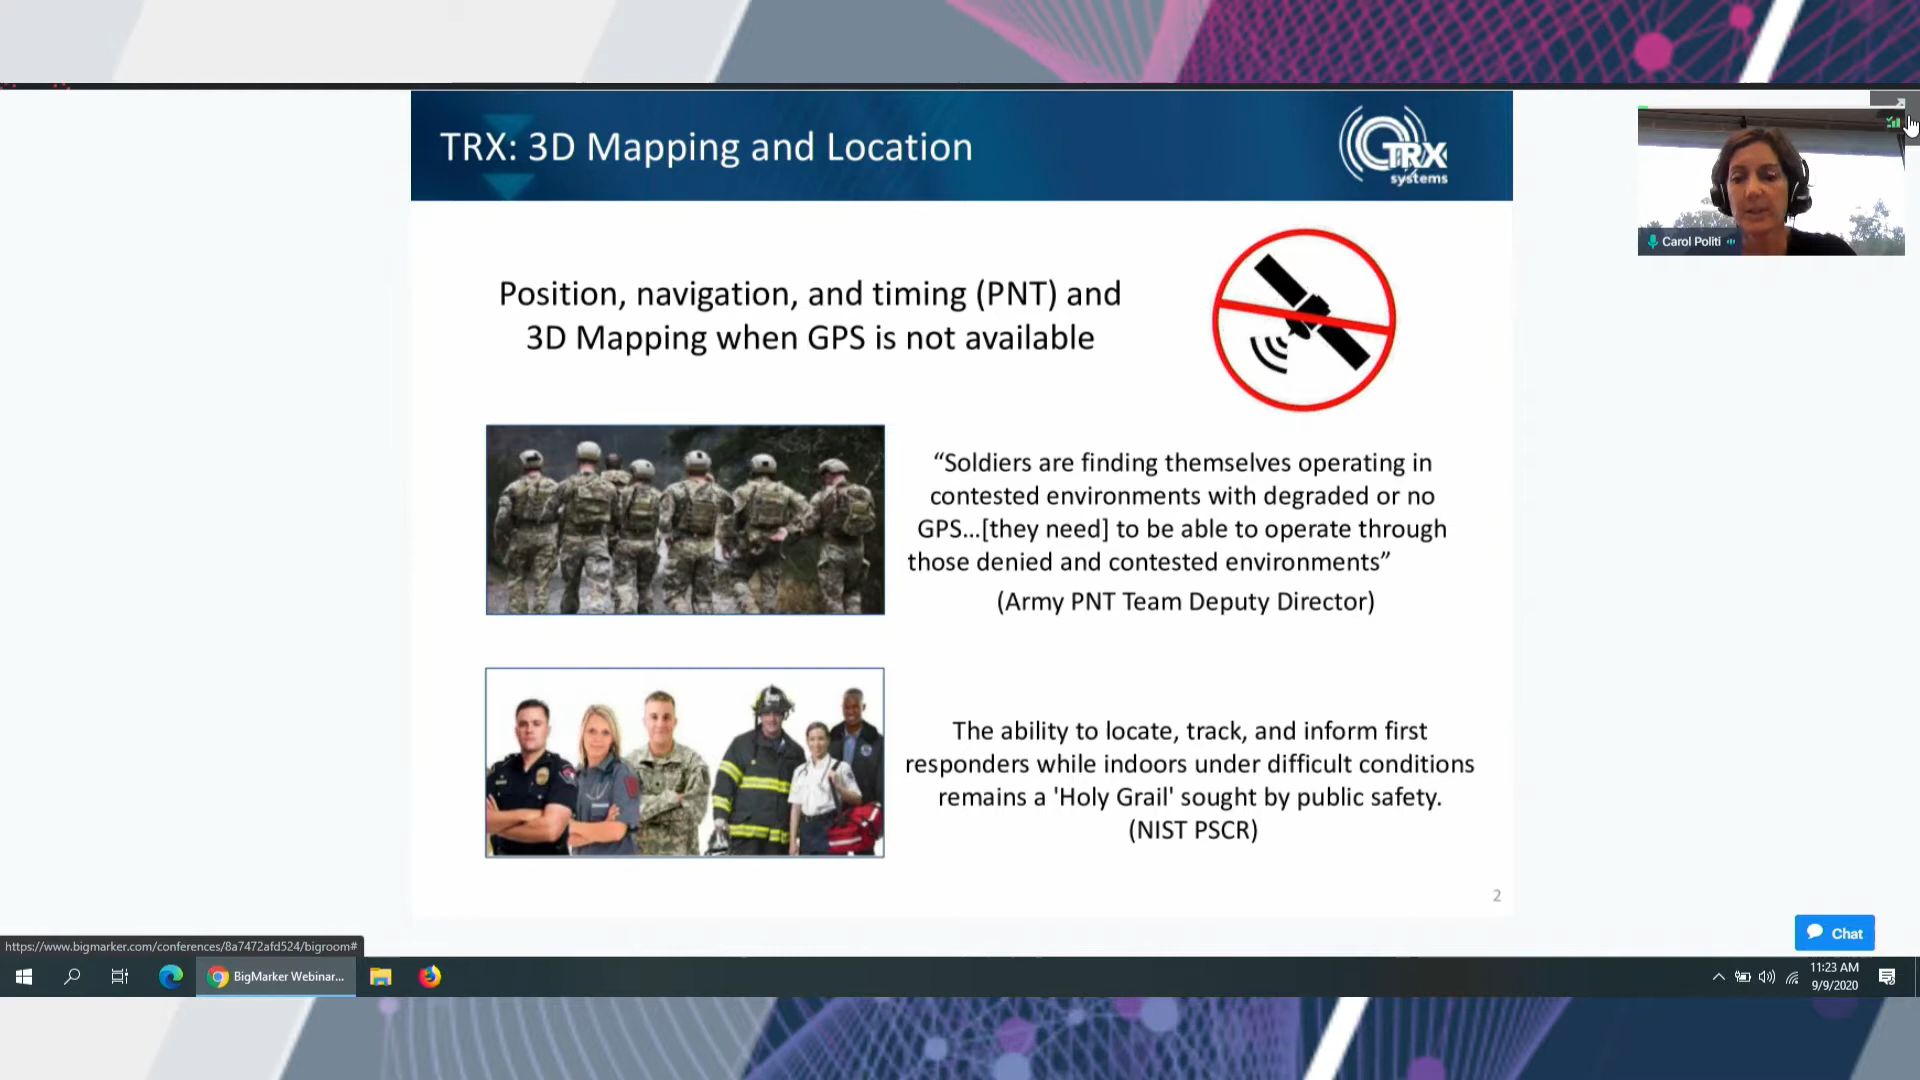 TRX: 3D Mapping and Location
TRX
systems
Position, navigation, and timing (PNT) and
3D Mapping when GPS is not available
“Soldiers are finding themselves operating in
contested environments with degraded or no
GPS...[they need] to be able to operate through
those denied and contested environments”
(Army PNT Team Deputy Director)
The ability to locate, track, and inform first
responders while indoors under difficult conditions
remains a 'Holy Grail' sought by public safety.
(NIST PSCR)
2
Carol Politi
Chat
https://www.bigmarker.com/conferences/8a7472afd524/bigroom#
BigMarker Webinar...
11:23 AM
9/9/2020